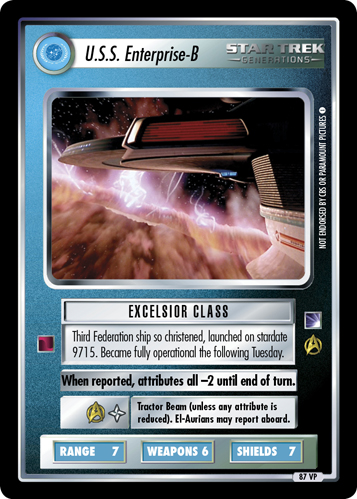 U.S.S. Enterprise-B
STAR TREK
GENERATIONS
NOT ENDORSED BY CBS OR PARAMOUNT PICTURES
EXCELSIOR CLASS
Third Federation ship so christened, launched on stardate
9715. Became fully operational the following Tuesday.
When reported, attributes all –2 until end of turn.
Tractor Beam (unless any attribute is
reduced). El-Aurians may report aboard.
RANGE 7 WEAPONS 6 SHIELDS 7
87 VP